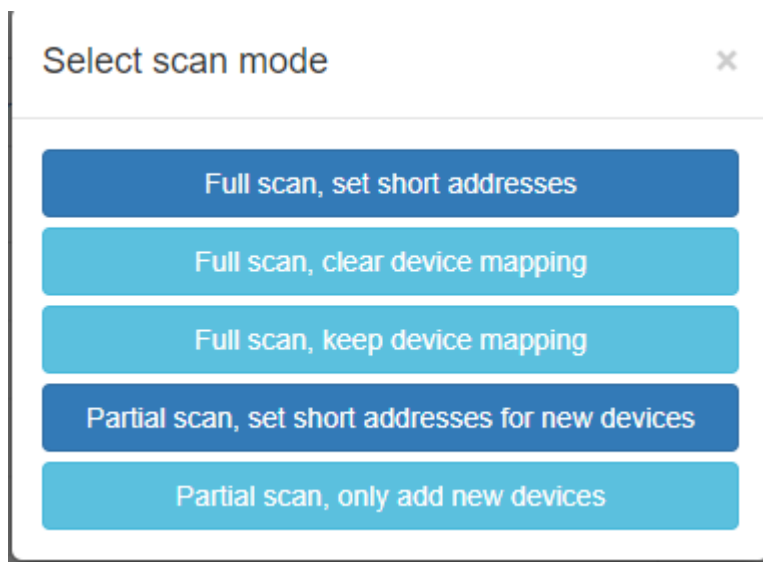 Select scan mode ×
Full scan, set short addresses
Full scan, clear device mapping
Full scan, keep device mapping
Partial scan, set short addresses for new devices
Partial scan, only add new devices